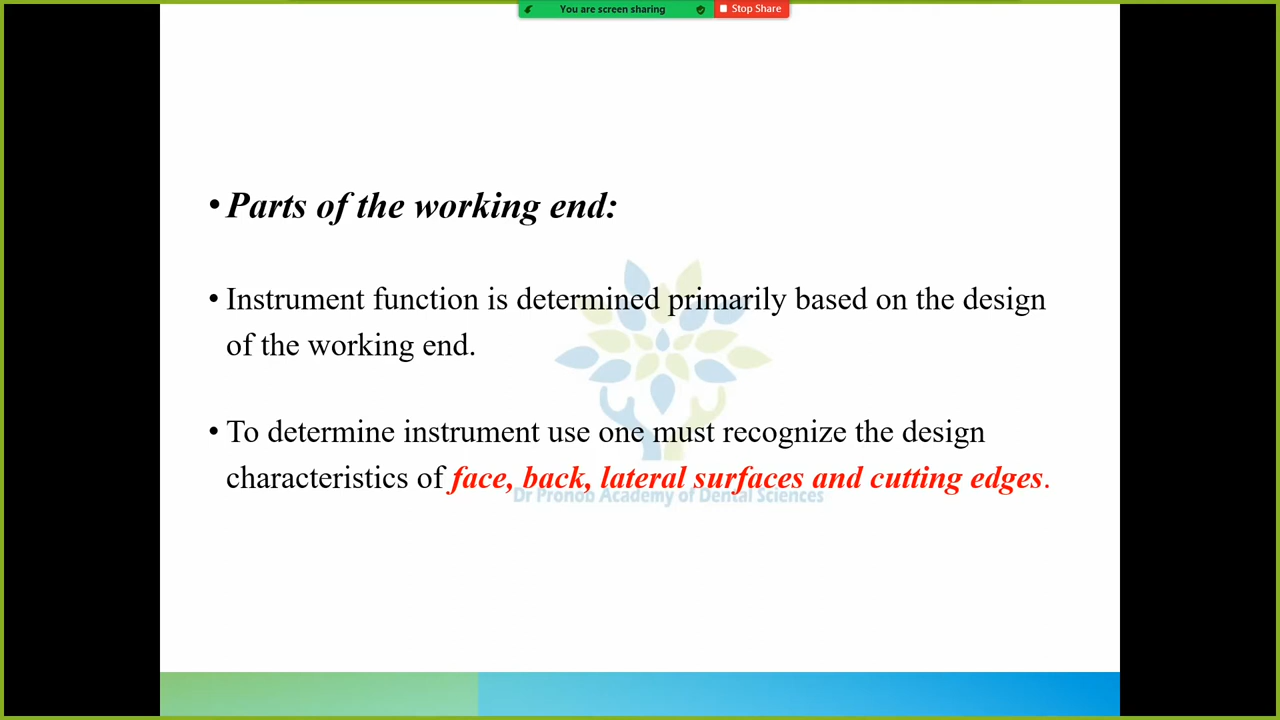 You are screen sharing
Stop Share
• Parts of the working end:
• Instrument function is determined primarily based on the design
of the working end.
• To determine instrument use one must recognize the design
characteristics of face, back, lateral surfaces and cutting edges.
Dr Pronob Academy of Dental Sciences